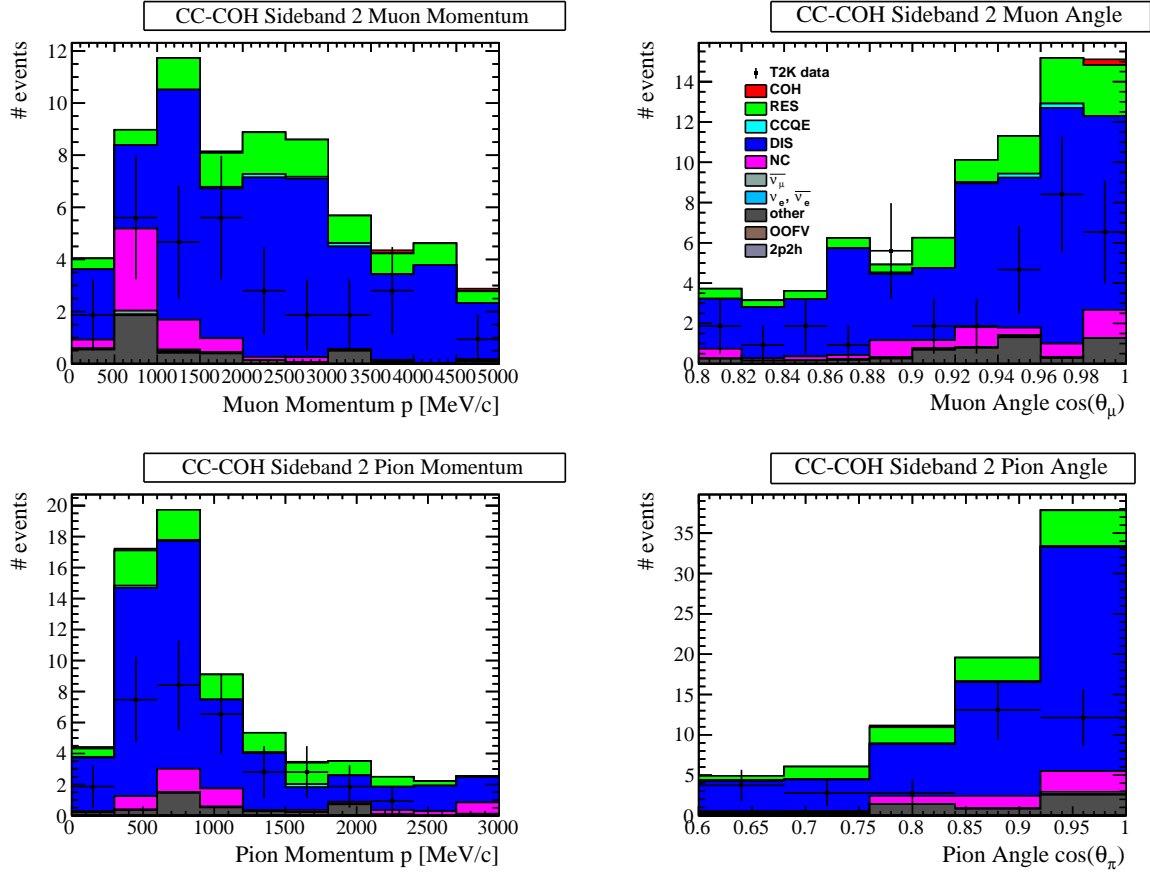 CC-COH Sideband 2 Muon Momentum
# events
12
10
8
6
4
2
0
0 500 1000 1500 2000 2500 3000 3500 4000 4500 5000
Muon Momentum p [MeV/c]
CC-COH Sideband 2 Muon Angle
# events
14
12
10
8
6
4
2
0
T2K data
COH
RES
CCQE
DIS
NC
ν̅_μ
ν_e, ν̅_e
other
OOFV
2p2h
0.8 0.82 0.84 0.86 0.88 0.9 0.92 0.94 0.96 0.98 1
Muon Angle cos(θ_μ)
CC-COH Sideband 2 Pion Momentum
# events
20
18
16
14
12
10
8
6
4
2
0
0 500 1000 1500 2000 2500 3000
Pion Momentum p [MeV/c]
CC-COH Sideband 2 Pion Angle
# events
35
30
25
20
15
10
5
0
0.6 0.65 0.7 0.75 0.8 0.85 0.9 0.95 1
Pion Angle cos(θ_π)